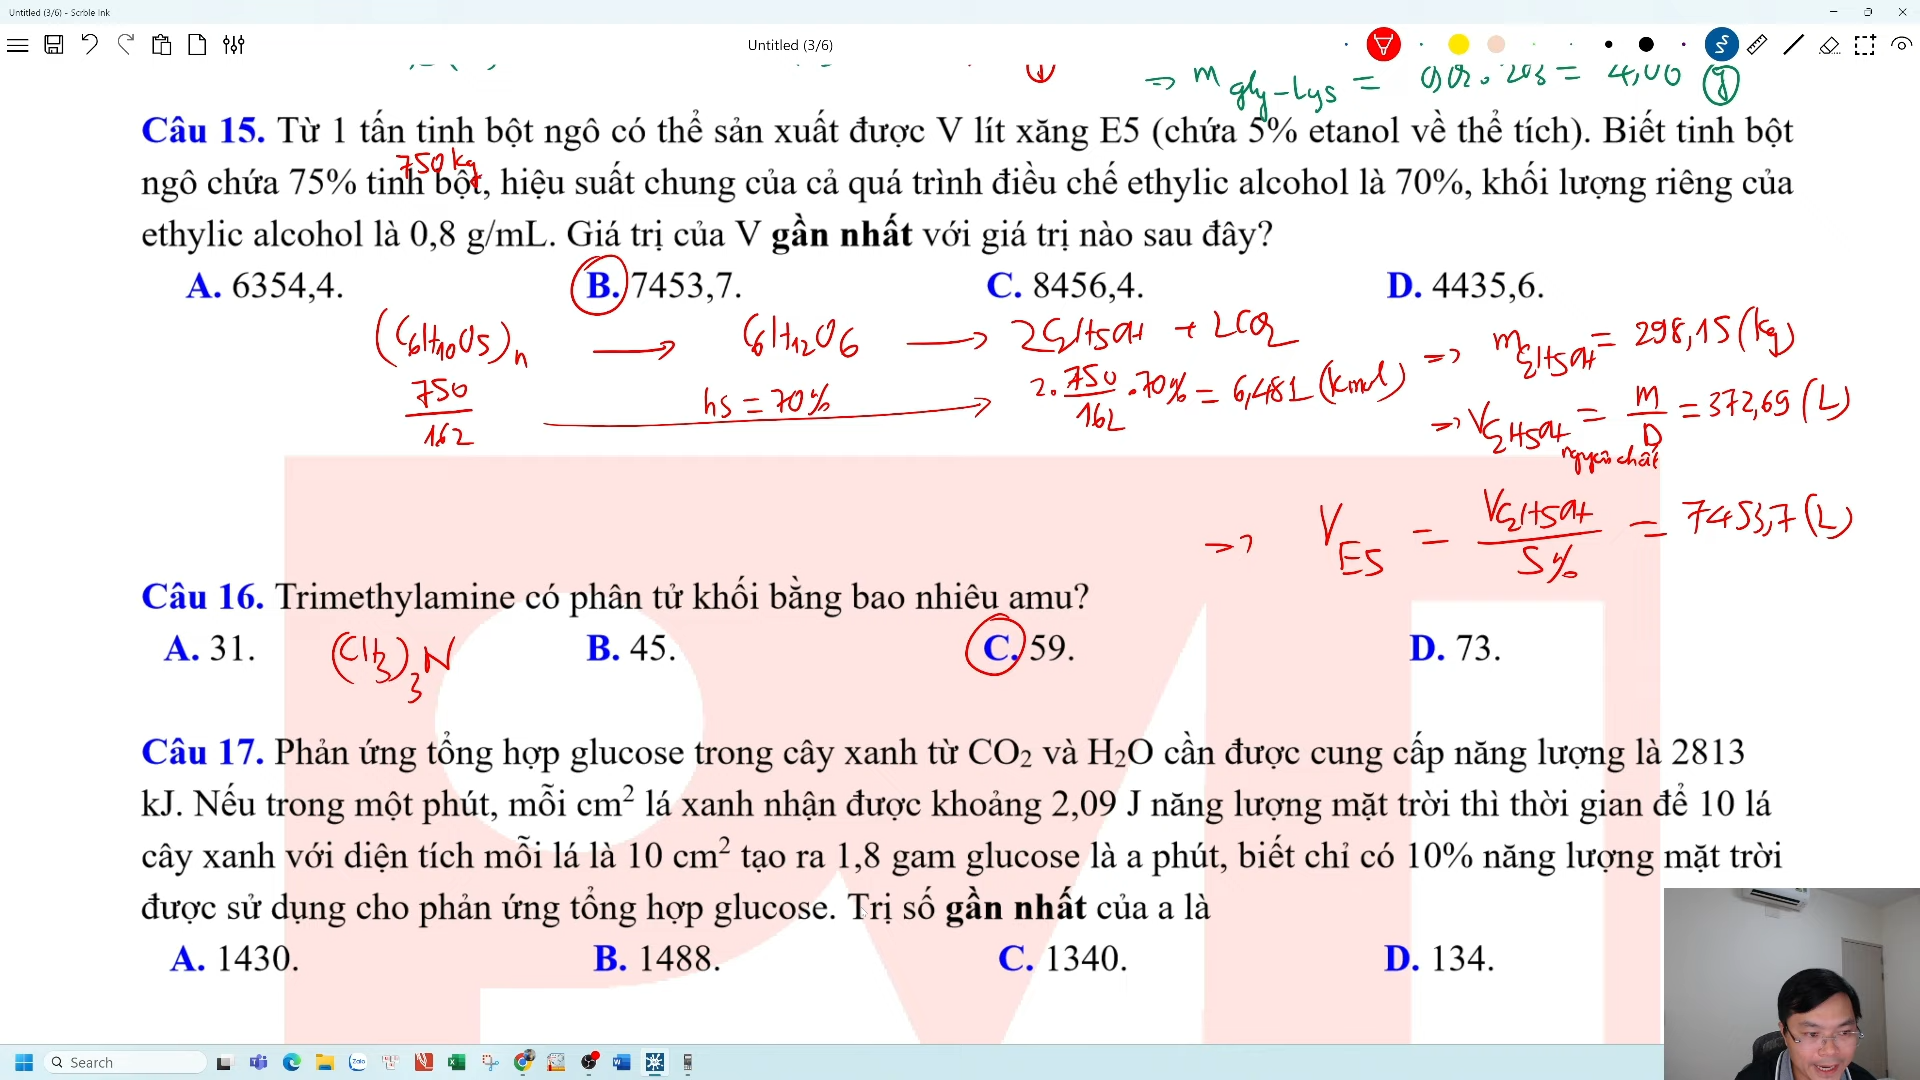 Untitled (3/6) - Scrble Ink
Untitled (3/6)
=> m gly-Lys = 0,02.203 = 4,06 (g)
Câu 15. Từ 1 tấn tinh bột ngô có thể sản xuất được V lít xăng E5 (chứa 5% etanol về thể tích). Biết tinh bột
750 kg
ngô chứa 75% tinh bột, hiệu suất chung của cả quá trình điều chế ethylic alcohol là 70%, khối lượng riêng của
ethylic alcohol là 0,8 g/mL. Giá trị của V gần nhất với giá trị nào sau đây?
A. 6354,4. B. 7453,7. C. 8456,4. D. 4435,6.
(C6H10O5)n → C6H12O6 → 2C2H5OH + 2CO2 => mC2H5OH = 298,15 (kg)
750/162 hs = 70% 2.750/162.70% = 6,481 (kmol)
=> VC2H5OH nguyên chất = m/D = 372,69 (L)
=> VE5 = VC2H5OH/5% = 7453,7 (L)
Câu 16. Trimethylamine có phân tử khối bằng bao nhiêu amu?
A. 31. (CH3)3N B. 45. C. 59. D. 73.
Câu 17. Phản ứng tổng hợp glucose trong cây xanh từ CO2 và H2O cần được cung cấp năng lượng là 2813
kJ. Nếu trong một phút, mỗi cm² lá xanh nhận được khoảng 2,09 J năng lượng mặt trời thì thời gian để 10 lá
cây xanh với diện tích mỗi lá là 10 cm² tạo ra 1,8 gam glucose là a phút, biết chỉ có 10% năng lượng mặt trời
được sử dụng cho phản ứng tổng hợp glucose. Trị số gần nhất của a là
A. 1430. B. 1488. C. 1340. D. 134.
Search